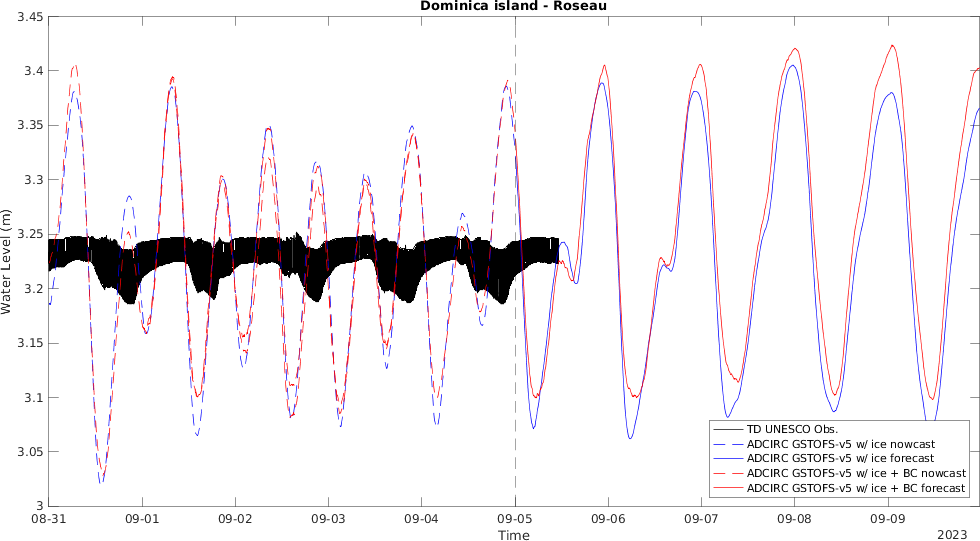 Dominica island - Roseau
3.45
3.4
3.35
3.3
3.25
3.2
3.15
3.1
3.05
3
Water Level (m)
08-31 09-01 09-02 09-03 09-04 09-05 09-06 09-07 09-08 09-09
Time
2023
TD UNESCO Obs.
ADCIRC GSTOFS-v5 w/ ice nowcast
ADCIRC GSTOFS-v5 w/ ice forecast
ADCIRC GSTOFS-v5 w/ ice + BC nowcast
ADCIRC GSTOFS-v5 w/ ice + BC forecast